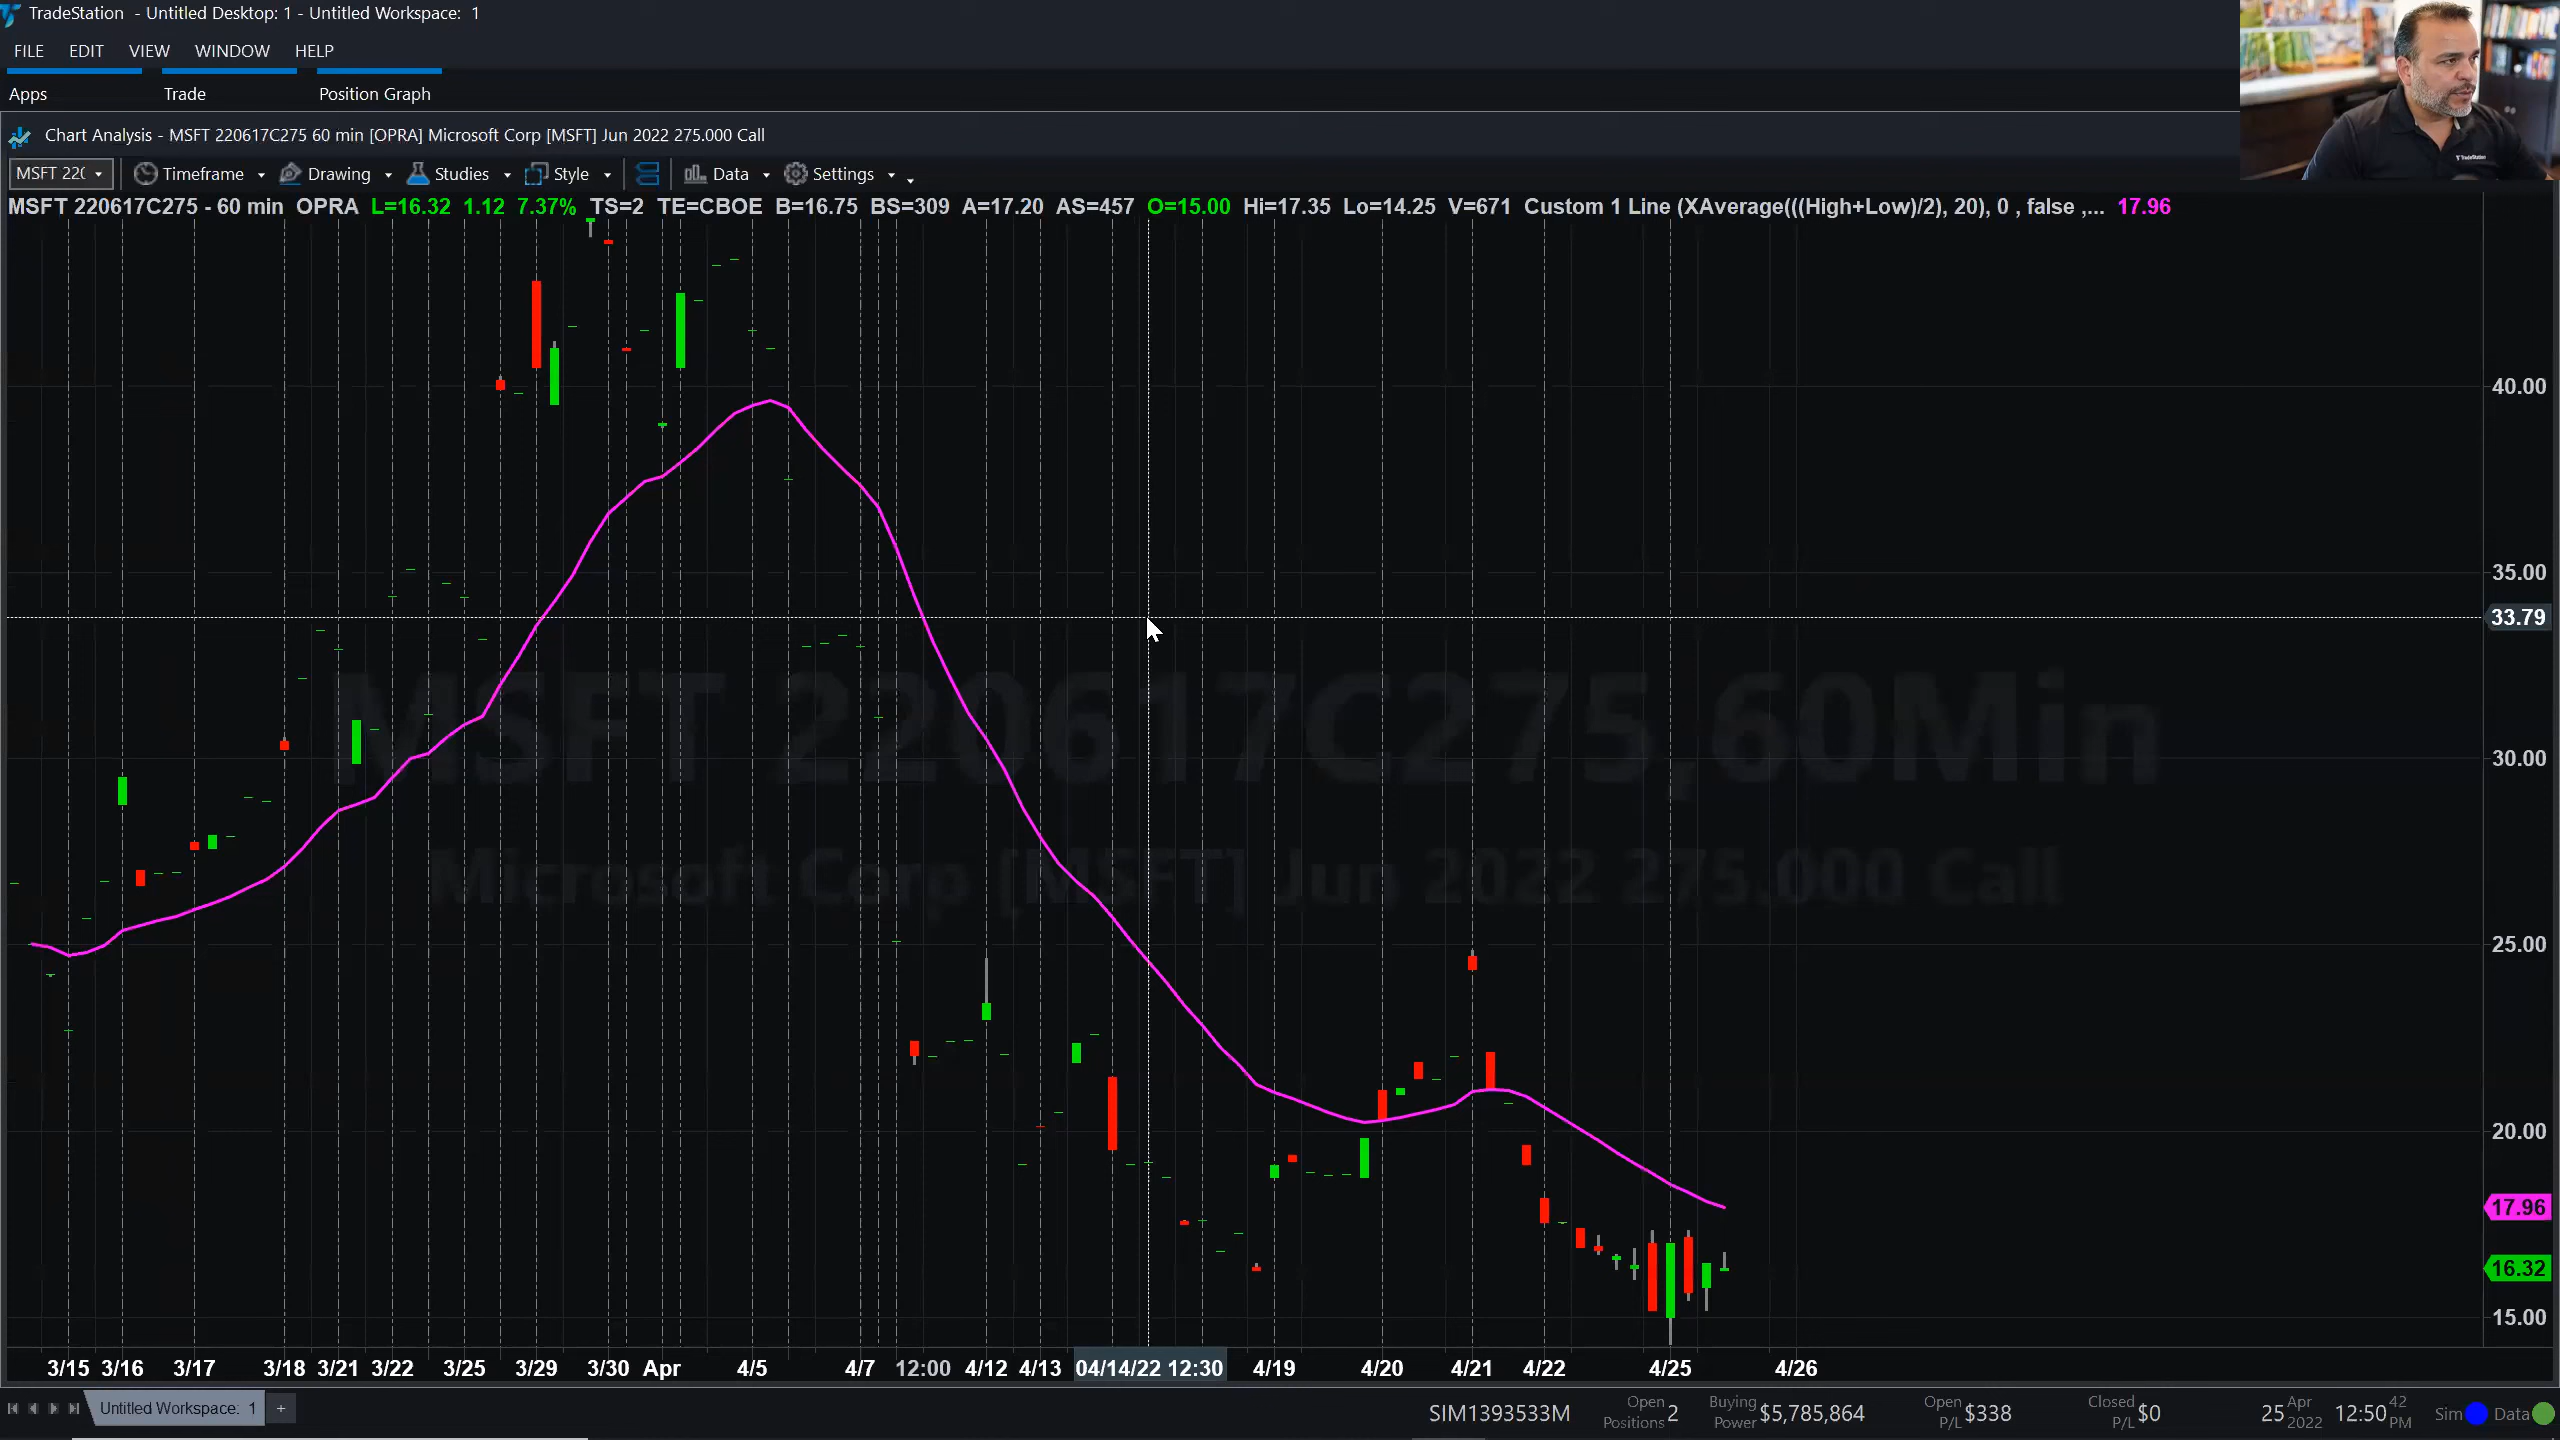 TradeStation - Untitled Desktop: 1 - Untitled Workspace: 1
FILE EDIT VIEW WINDOW HELP
Apps Trade Position Graph
Chart Analysis - MSFT 220617C275 60 min [OPRA] Microsoft Corp [MSFT] Jun 2022 275.000 Call
MSFT 220 Timeframe Drawing Studies Style Data Settings
MSFT 220617C275 - 60 min OPRA L=16.32 1.12 7.37% TS=2 TE=CBOE B=16.75 BS=309 A=17.20 AS=457 O=15.00 Hi=17.35 Lo=14.25 V=671 Custom 1 Line (XAverage(((High+Low)/2), 20), 0 , false ,... 17.96
TradeStation
40.00
35.00
33.79
MSFT 220617C275,60Min
30.00
Microsoft Corp [MSFT] Jun 2022 275.000 Call
25.00
20.00
17.96
16.32
15.00
3/15 3/16 3/17 3/18 3/21 3/22 3/25 3/29 3/30 Apr 4/5 4/7 12:00 4/12 4/13 04/14/22 12:30 4/19 4/20 4/21 4/22 4/25 4/26
Untitled Workspace: 1 +
SIM1393533M Open Positions 2 Buying Power $5,785,864 Open P/L $338 Closed P/L $0 25 Apr 2022 12:50 42 PM Sim Data